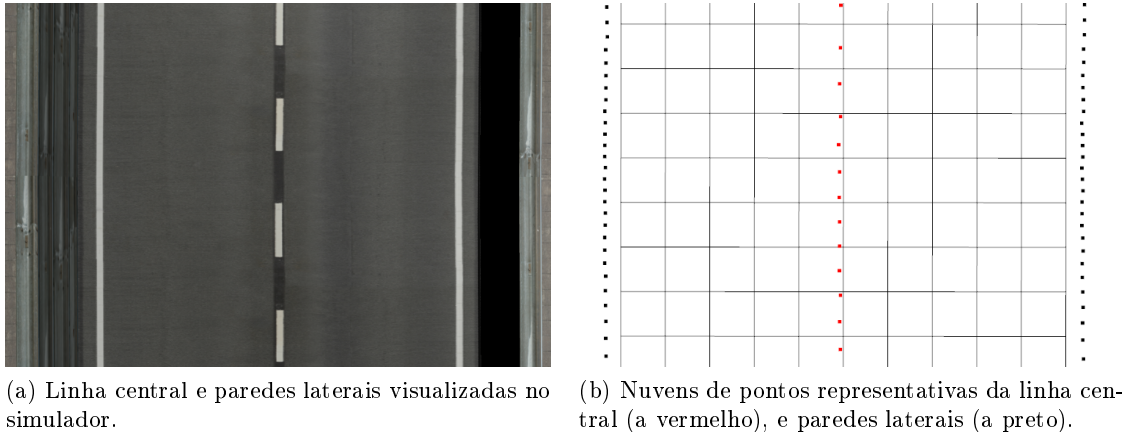 (a) Linha central e paredes laterais visualizadas no
simulador.
(b) Nuvens de pontos representativas da linha cen-
tral (a vermelho), e paredes laterais (a preto).